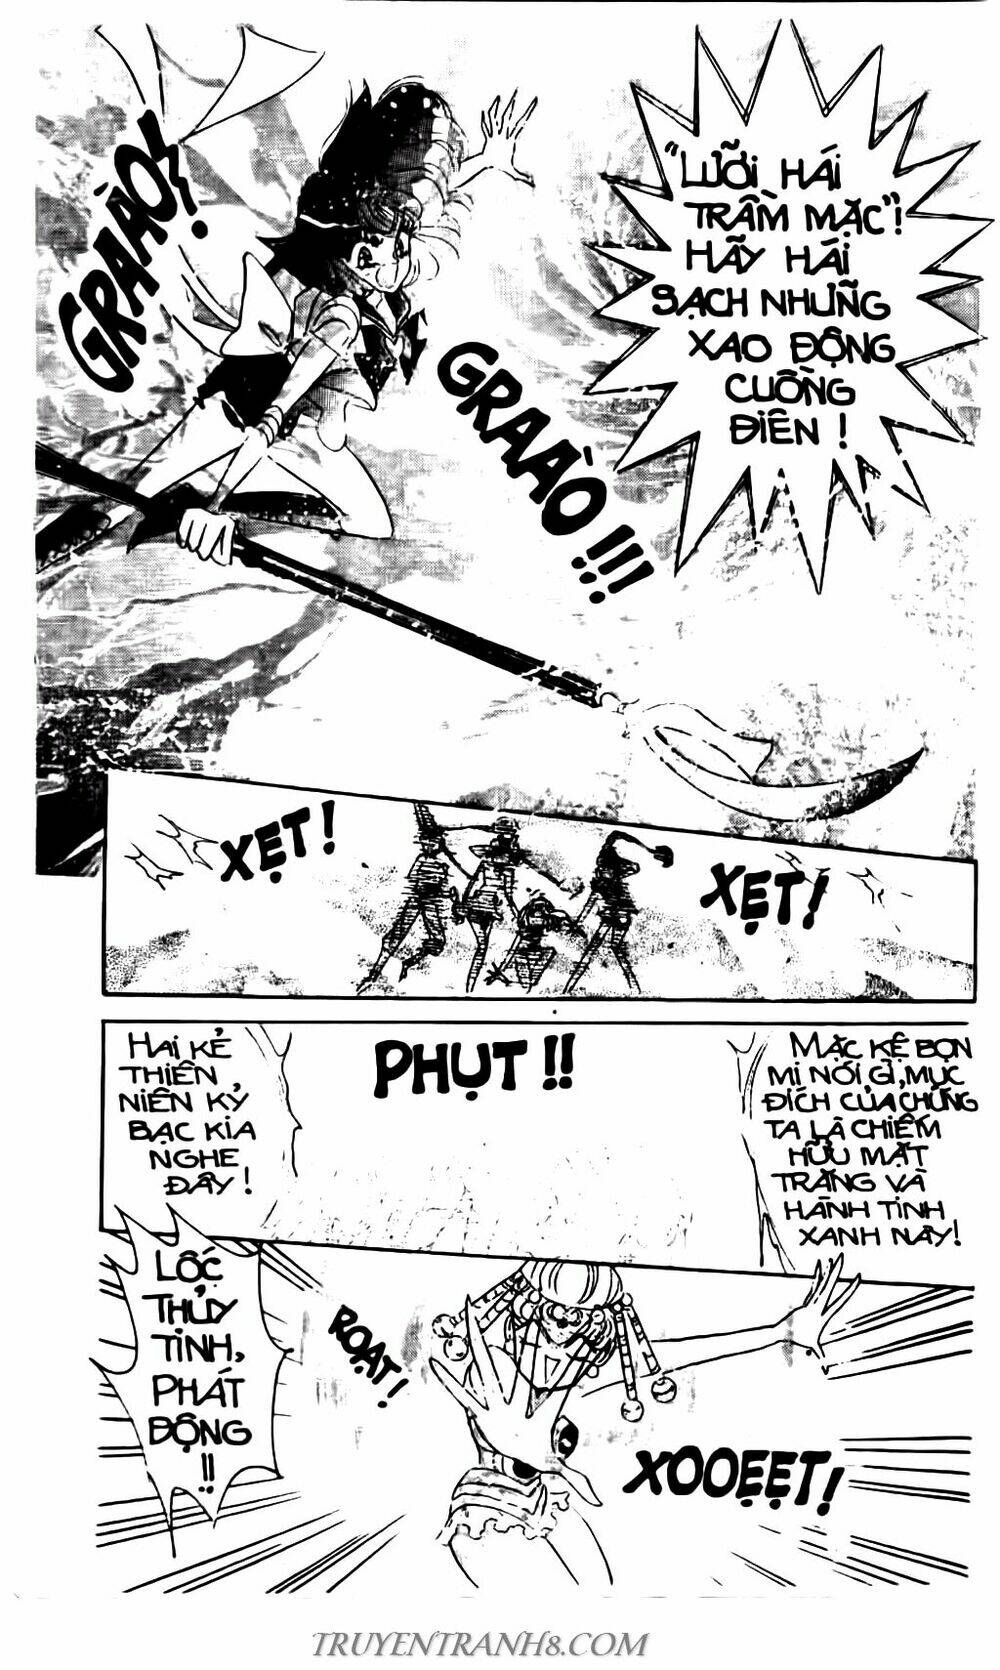 GRAÀO!!
"LƯỠI HÁI
TRẦM MẶC"!
HÃY HÁI
SẠCH NHỮNG
XAO ĐỘNG
CUỒNG
ĐIÊN!
GRAÀO!!!
XẸT!
XẸT!
HAI KẺ
THIÊN
NIÊN KỶ
BẠC KIA
NGHE
ĐÂY!
PHỤT!!
MẶC KỆ BỌN
MI NÓI GÌ, MỤC
ĐÍCH CỦA CHÚNG
TA LÀ CHIẾM
HỮU MẶT
TRĂNG VÀ
HÀNH TINH
XANH NÀY!
LỐC
THỦY
TINH,
PHÁT
ĐỘNG
!!
ROẠT!
XOOẸẸT!
TRUYENTRANH8.COM